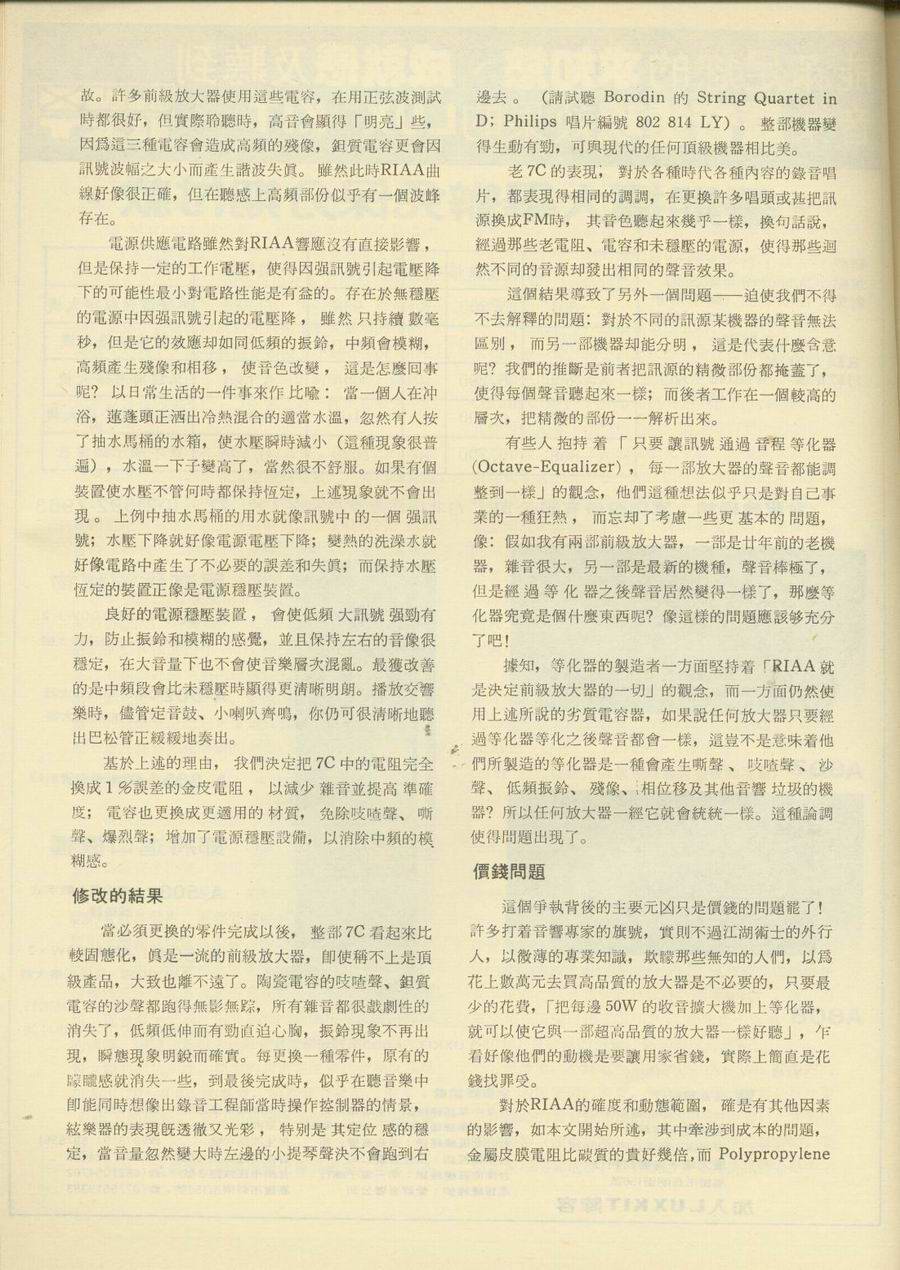 故。許多前級放大器使用這些電容，在用正弦波測試
時都很好，但實際聆聽時，高音會顯得「明亮」些，
因爲這三種電容會造成高頻的殘像，鉭質電容更會因
訊號波幅之大小而產生諧波失眞。雖然此時RIAA曲
線好像很正確，但在聽感上高頻部份似乎有一個波峰
存在。
電源供應電路雖然對RIAA響應沒有直接影響，
但是保持一定的工作電壓，使得因强訊號引起電壓降
下的可能性最小對電路性能是有益的。存在於無穩壓
的電源中因强訊號引起的電壓降，雖然只持續數毫
秒，但是它的效應却如同低頻的振鈴，中頻會模糊，
高頻產生殘像和相移，使音色改變，這是怎麼回事
呢？以日常生活的一件事來作比喩：當一個人在冲
浴，蓮蓬頭正洒出冷熱混合的適當水溫，忽然有人按
了抽水馬桶的水箱，使水壓瞬時減小（這種現象很普
遍），水溫一下子變高了，當然很不舒服。如果有個
裝置使水壓不管何時都保持恆定，上述現象就不會出
現。上例中抽水馬桶的用水就像訊號中的一個强訊
號；水壓下降就好像電源電壓下降；變熱的洗澡水就
好像電路中產生了不必要的誤差和失眞；而保持水壓
恆定的裝置正像是電源穩壓裝置。
良好的電源穩壓裝置，會使低頻大訊號强勁有
力，防止振鈴和模糊的感覺，並且保持左右的音像很
穩定，在大音量下也不會使音樂層次混亂。最獲改善
的是中頻段會比未穩壓時顯得更清晰明朗。播放交響
樂時，儘管定音鼓、小喇叭齊鳴，你仍可很清晰地聽
出巴松管正緩緩地奏出。
基於上述的理由，我們決定把7C中的電阻完全
換成1％誤差的金皮電阻，以減少雜音並提高準確
度；電容也更換成更適用的材質，免除吱喳聲、嘶
聲、爆烈聲；增加了電源穩壓設備，以消除中頻的模
糊感。
修改的結果
當必須更換的零件完成以後，整部7C看起來比
較固態化，眞是一流的前級放大器，卽使稱不上是頂
級產品，大致也離不遠了。陶瓷電容的吱喳聲、鉭質
電容的沙聲都跑得無影無踪，所有雜音都很戲劇性的
消失了，低頻低伸而有勁直迫心胸，振鈴現象不再出
現，瞬態現象明銳而確實。每更換一種零件，原有的
矇矓感就消失一些，到最後完成時，似乎在聽音樂中
卽能同時想像出錄音工程師當時操作控制器的情景，
絃樂器的表現旣透徹又光彩，特别是其定位感的穩
定，當音量忽然變大時左邊的小提琴聲決不會跑到右
邊去。（請試聽 Borodin 的 String Quartet in
D；Philips 唱片編號 802 814 LY）。整部機器變
得生動有勁，可與現代的任何頂級機器相比美。
老7C的表現，對於各種時代各種內容的錄音唱
片，都表現得相同的調調，在更換許多唱頭或甚把訊
源換成FM時，其音色聽起來幾乎一樣，換句話說，
經過那些老電阻、電容和未穩壓的電源，使得那些迴
然不同的音源却發出相同的聲音效果。
這個結果導致了另外一個問題——迫使我們不得
不去解釋的問題：對於不同的訊源某機器的聲音無法
區別，而另一部機器却能分明，這是代表什麼含意
呢？我們的推斷是前者把訊源的精微部份都掩蓋了，
使得每個聲音聽起來一樣；而後者工作在一個較高的
層次，把精微的部份一一解析出來。
有些人抱持着「只要讓訊號通過音程等化器
(Octave-Equalizer)，每一部放大器的聲音都能調
整到一樣」的觀念，他們這種想法似乎只是對自己事
業的一種狂熱，而忘却了考慮一些更基本的問題，
像：假如我有兩部前級放大器，一部是廿年前的老機
器，雜音很大，另一部是最新的機種，聲音棒極了，
但是經過等化器之後聲音居然變得一樣了，那麼等
化器究竟是個什麼東西呢？像這樣的問題應該够充分
了吧！
據知，等化器的製造者一方面堅持着「RIAA就
是決定前級放大器的一切」的觀念，而一方面仍然使
用上述所說的劣質電容器，如果說任何放大器只要經
過等化器等化之後聲音都會一樣，這豈不是意味着他
們所製造的等化器是一種會產生嘶聲、吱喳聲、沙
聲、低頻振鈴、殘像、相位移及其他音響垃圾的機
器？所以任何放大器一經它就會統統一樣。這種論調
使得問題出現了。
價錢問題
這個爭執背後的主要元凶只是價錢的問題罷了！
許多打着音響專家的旗號，實則不過江湖術士的外行
人，以微薄的專業知識，欺矇那些無知的人們，以爲
花上數萬元去買高品質的放大器是不必要的，只要最
少的花費，「把每邊50W的收音擴大機加上等化器，
就可以使它與一部超高品質的放大器一樣好聽」，乍
看好像他們的動機是要讓用家省錢，實際上簡直是花
錢找罪受。
對於RIAA的確度和動態範圍，確是有其他因素
的影響，如本文開始所述，其中牽涉到成本的問題，
金屬皮膜電阻比碳質的貴好幾倍，而 Polypropylene